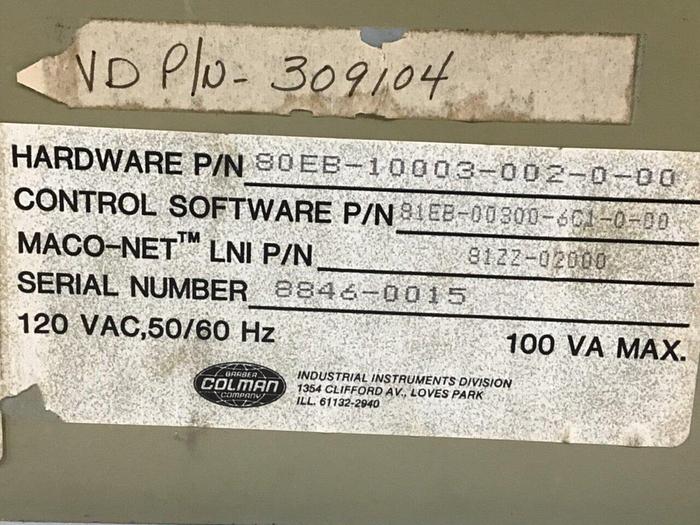 VD P/N- 309104
HARDWARE P/N 80EB-10003-002-0-00
CONTROL SOFTWARE P/N 81EB-00300-6C1-0-00
MACO-NET™ LNI P/N 81ZZ-02000
SERIAL NUMBER 8846-0015
120 VAC,50/60 Hz 100 VA MAX.
BARBER
COLMAN
COMPANY
INDUSTRIAL INSTRUMENTS DIVISION
1354 CLIFFORD AV., LOVES PARK
ILL. 61132-2940